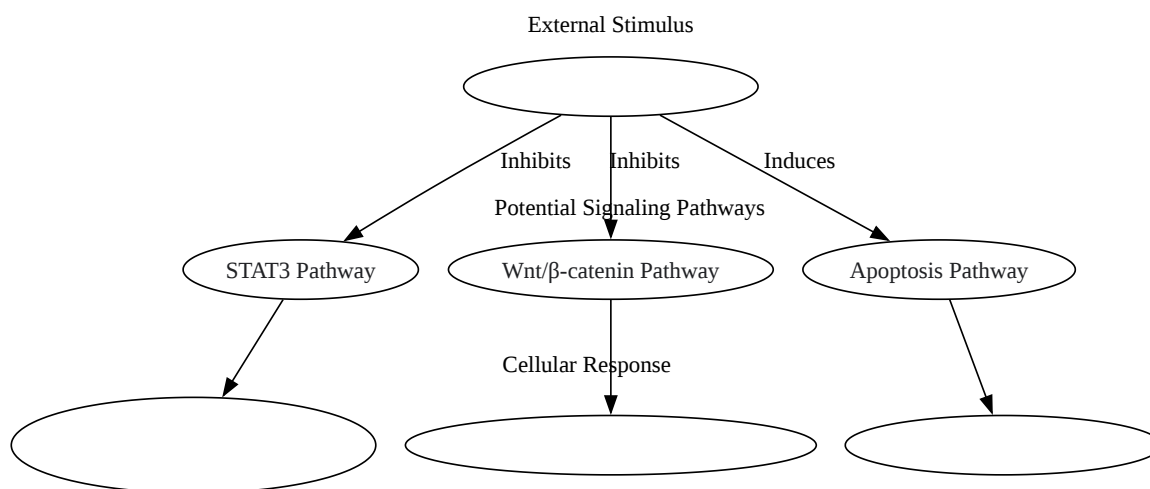 External Stimulus
Inhibits
Inhibits
Induces
Potential Signaling Pathways
STAT3 Pathway
Wnt/β-catenin Pathway
Apoptosis Pathway
Cellular Response